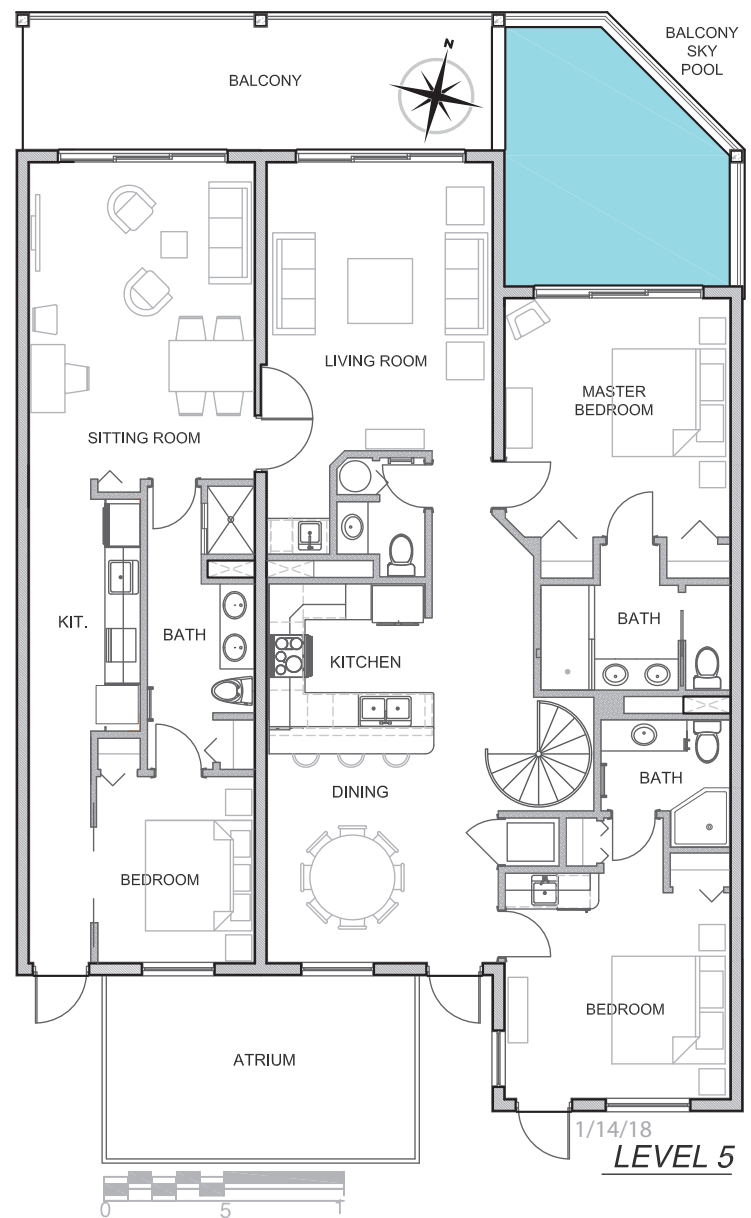 BALCONY
SKY
POOL
N
BALCONY
LIVING ROOM
MASTER
BEDROOM
SITTING ROOM
KIT.
BATH
BATH
KITCHEN
BATH
DINING
BEDROOM
BEDROOM
ATRIUM
1/14/18
LEVEL 5
0
5
1